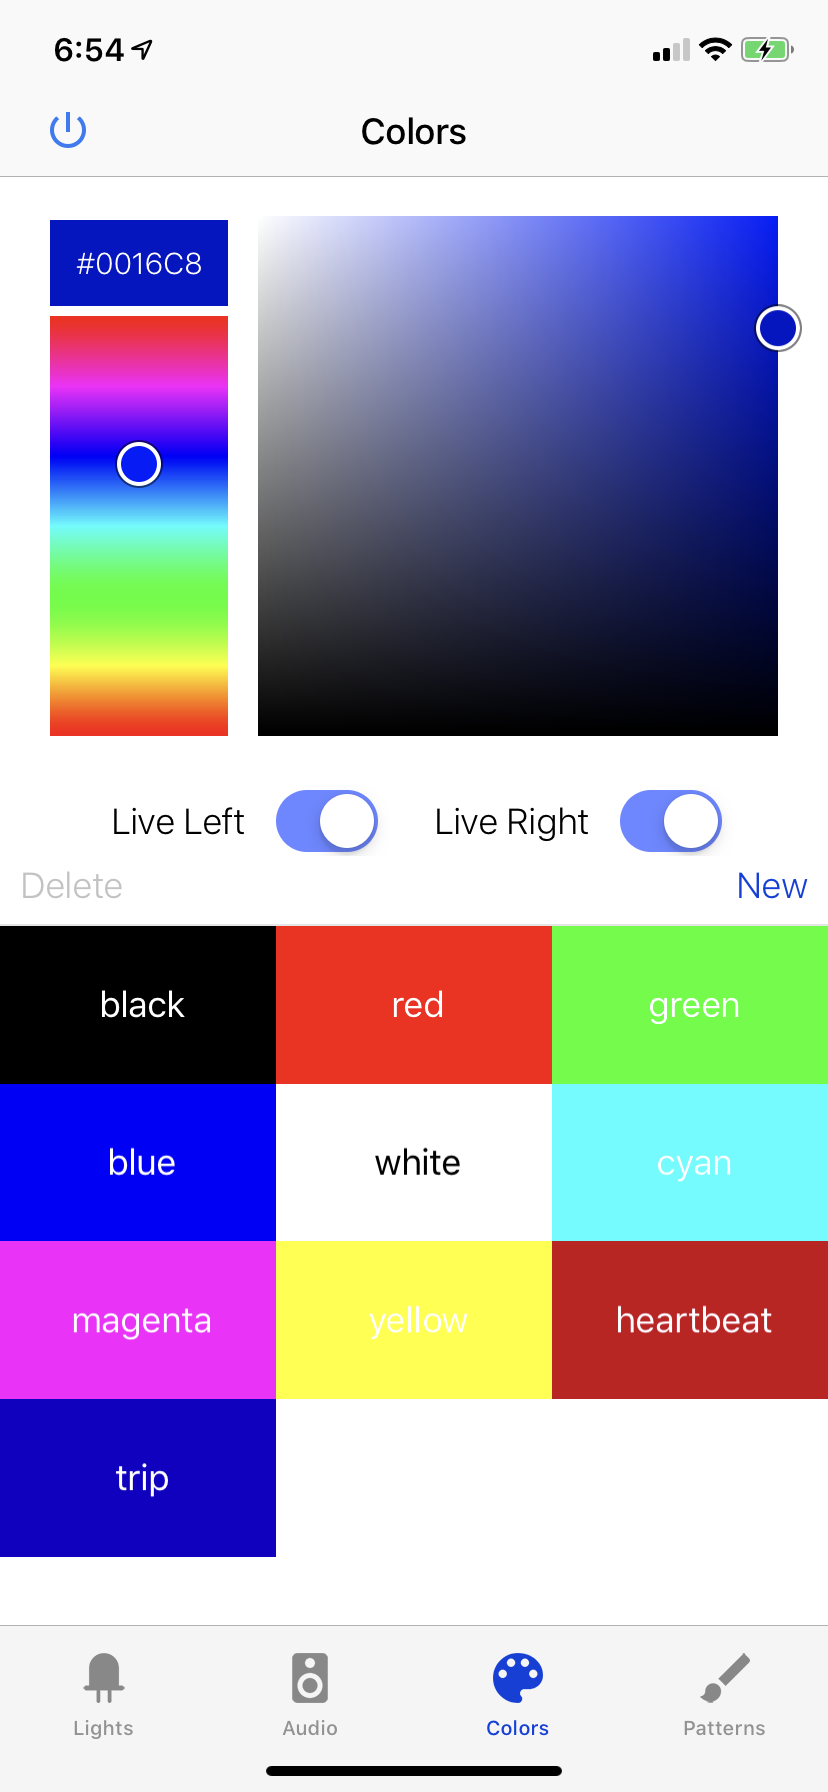 6:54
Colors
#0016C8
Live Left Live Right
Delete New
black red green
blue white cyan
magenta yellow heartbeat
trip
Lights Audio Colors Patterns